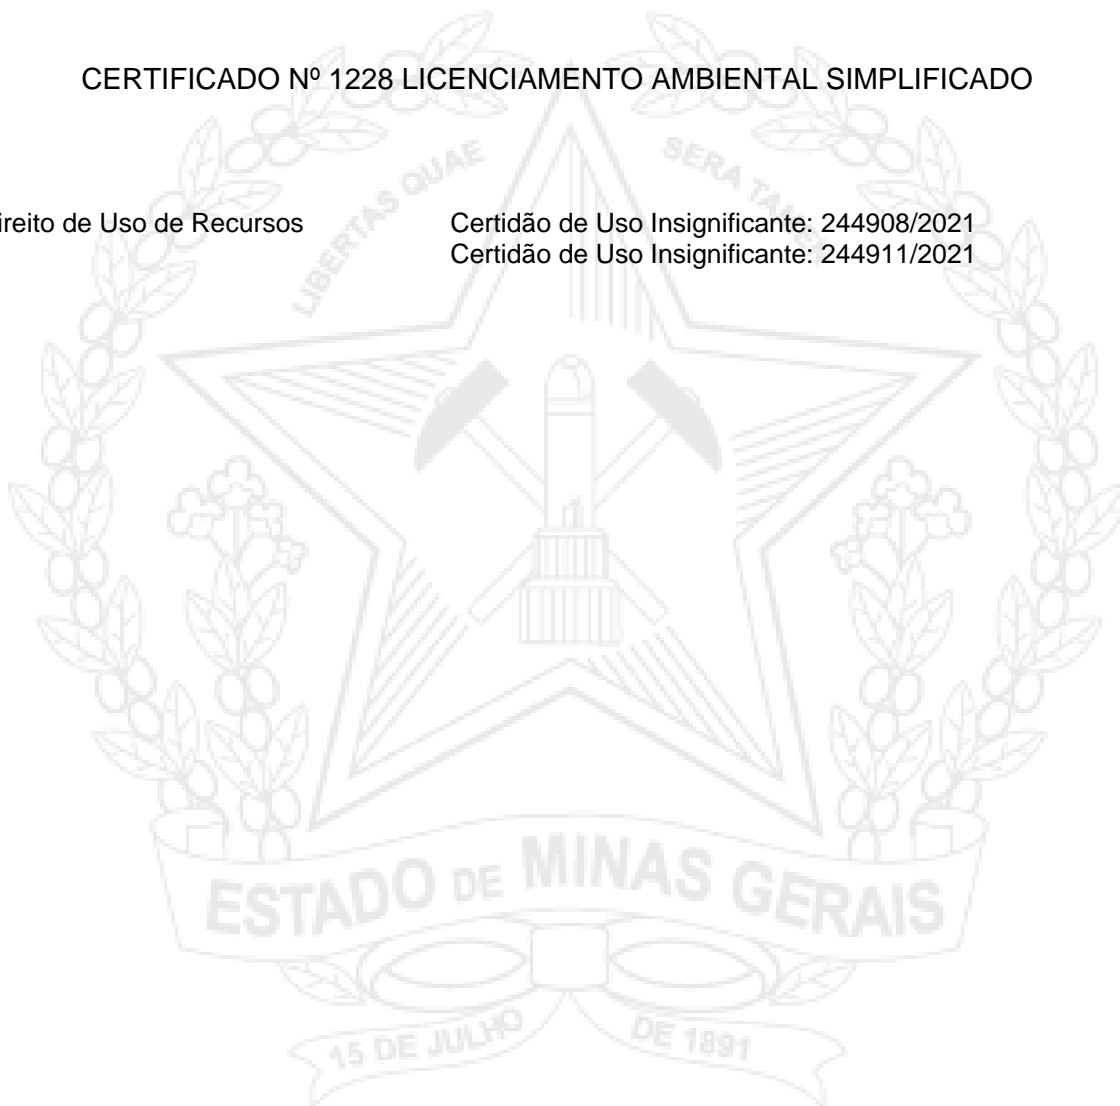 CERTIFICADO Nº 1228 LICENCIAMENTO AMBIENTAL SIMPLIFICADO
LIBERTAS QUAE SERA TAMEN
ireito de Uso de Recursos
Certidão de Uso Insignificante: 244908/2021
Certidão de Uso Insignificante: 244911/2021
ESTADO DE MINAS GERAIS
15 DE JULHO DE 1891